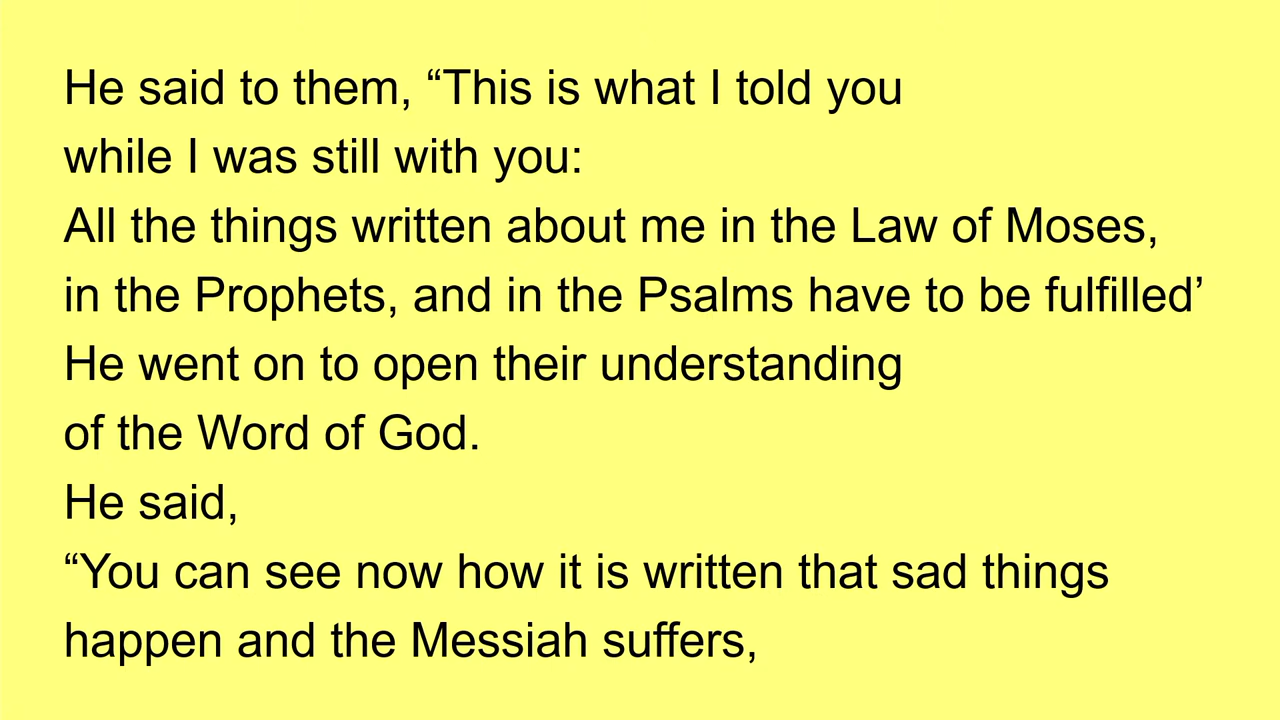 He said to them, “This is what I told you
while I was still with you:
All the things written about me in the Law of Moses,
in the Prophets, and in the Psalms have to be fulfilled’
He went on to open their understanding
of the Word of God.
He said,
“You can see now how it is written that sad things
happen and the Messiah suffers,